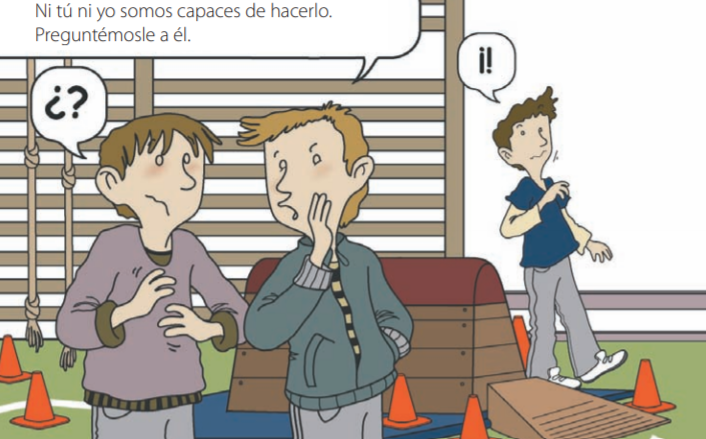 Ni tú ni yo somos capaces de hacerlo.
Preguntémosle a él.
¿?
¡!